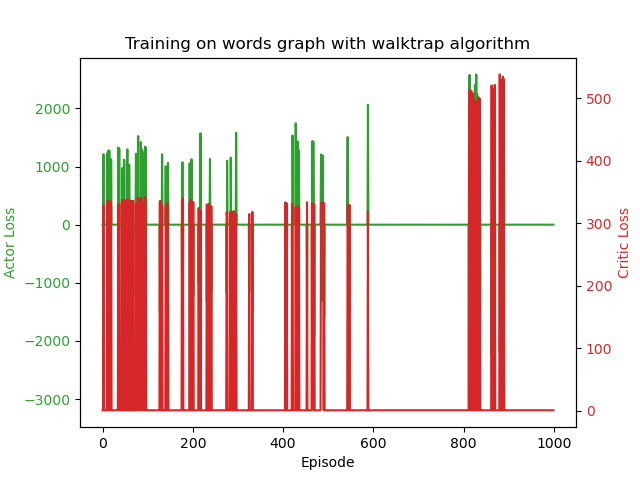 Training on words graph with walktrap algorithm
2000
1000
0
−1000
−2000
−3000
Actor Loss
500
400
300
200
100
0
Critic Loss
0 200 400 600 800 1000
Episode